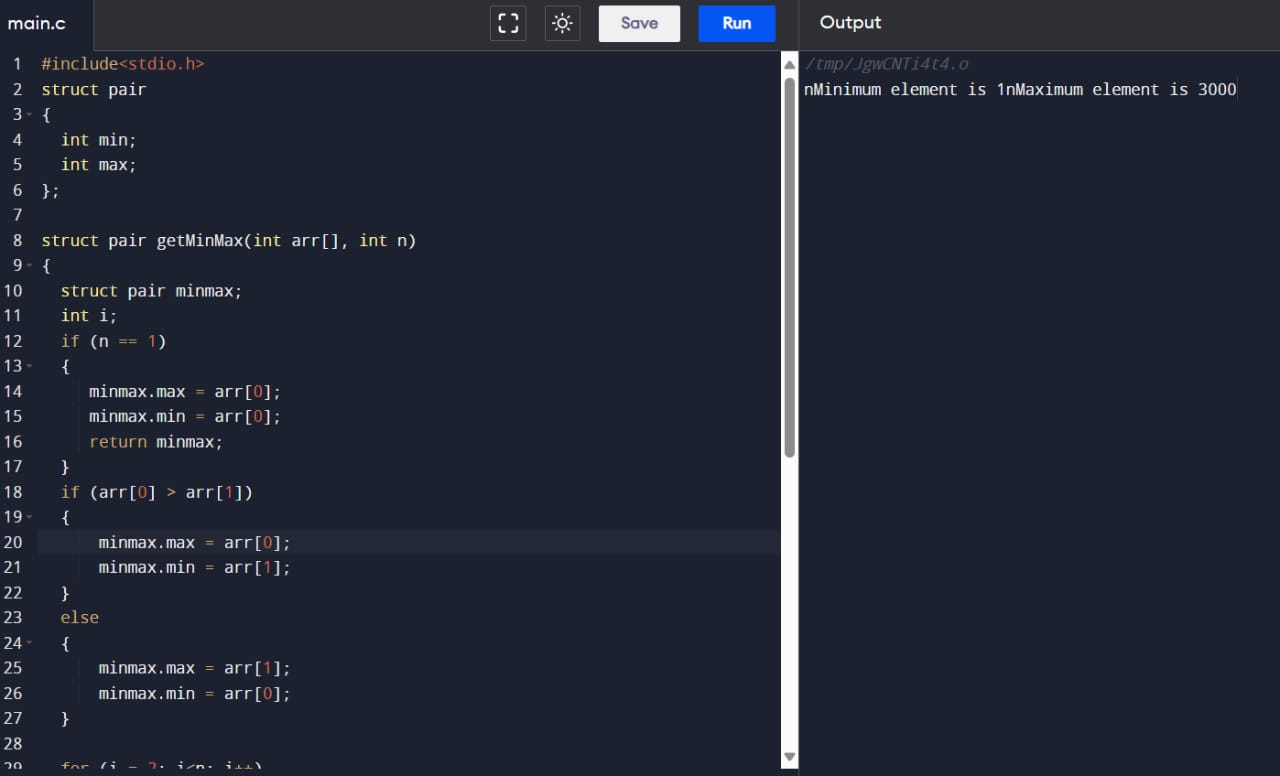 main.c
Save
Run
Output
1 #include<stdio.h>
2 struct pair
3 {
4 int min;
5 int max;
6 };
7
8 struct pair getMinMax(int arr[], int n)
9 {
10 struct pair minmax;
11 int i;
12 if (n == 1)
13 {
14 minmax.max = arr[0];
15 minmax.min = arr[0];
16 return minmax;
17 }
18 if (arr[0] > arr[1])
19 {
20 minmax.max = arr[0];
21 minmax.min = arr[1];
22 }
23 else
24 {
25 minmax.max = arr[1];
26 minmax.min = arr[0];
27 }
28
29 for (i = 2; i<n; i++)
/tmp/JgwCNTi4t4.o
nMinimum element is 1nMaximum element is 3000